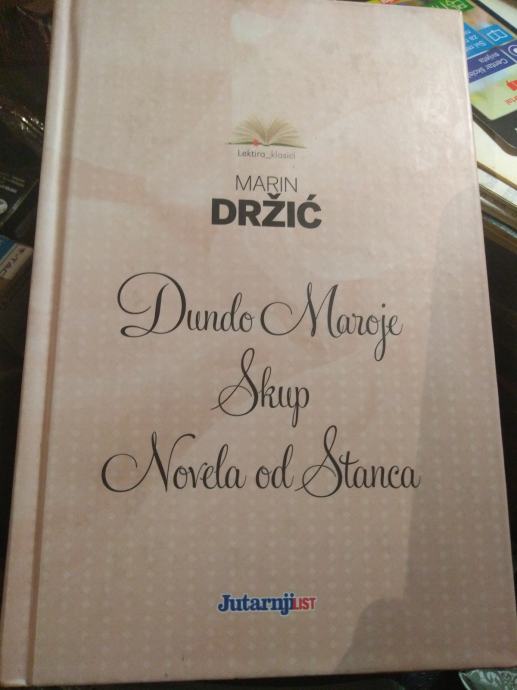 Lektira_klasici
MARIN
DRŽIĆ
Dundo Maroje
Skup
Novela od Stanca
Jutarnji LIST